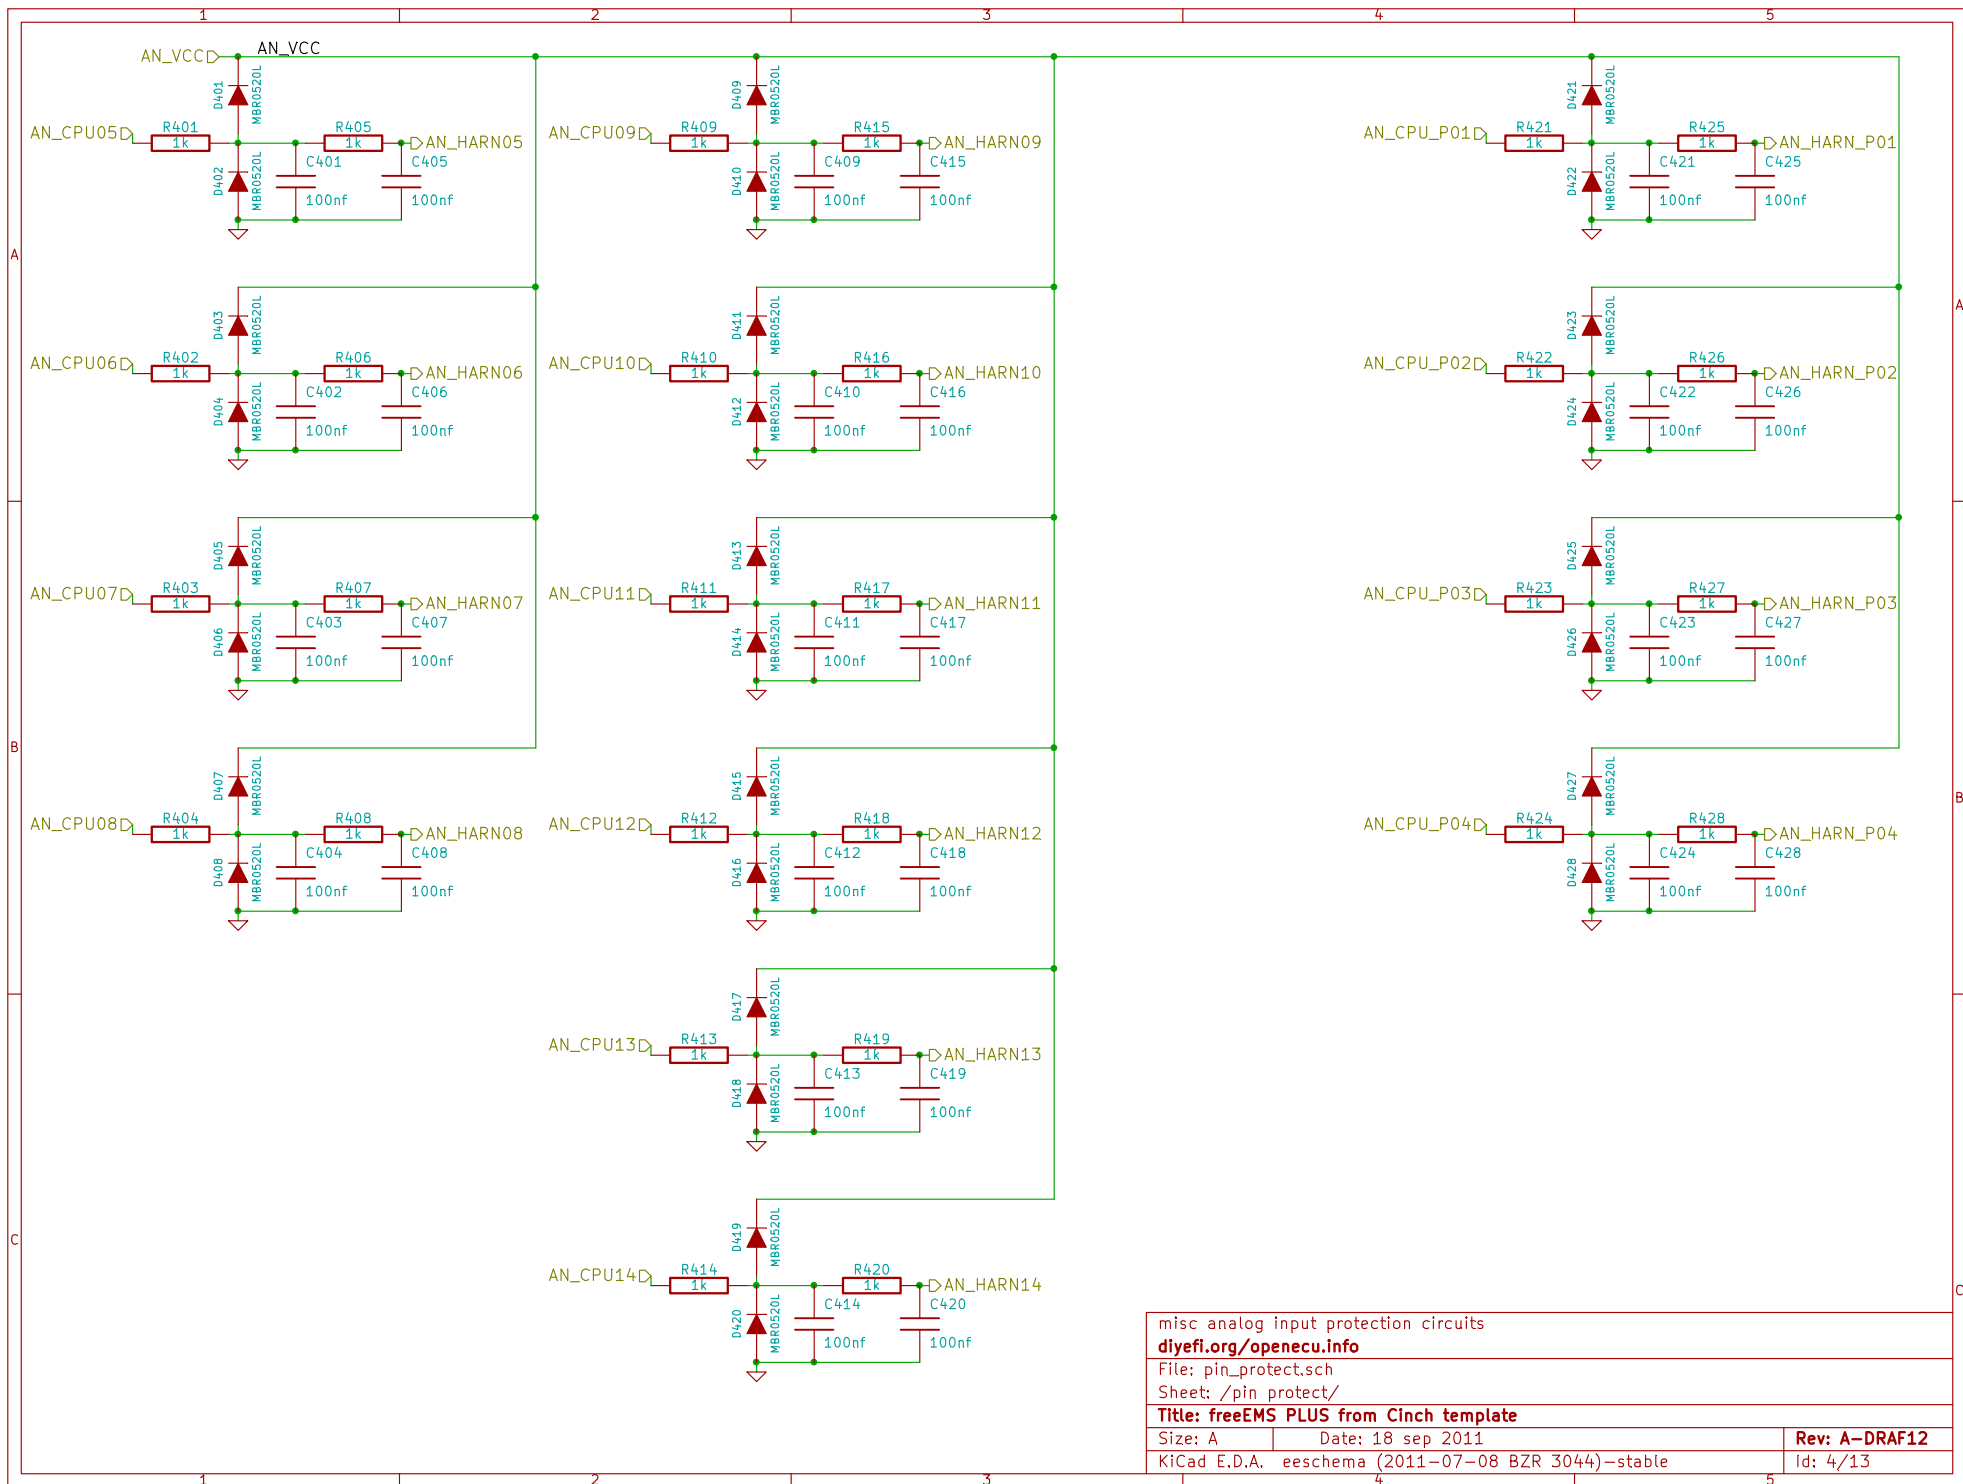 1 2 3 4 5
AN_VCC AN_VCC
D401 MBR0520L D409 MBR0520L D421 MBR0520L
AN_CPU05 R401 1k R405 1k AN_HARN05 AN_CPU09 R409 1k R415 1k AN_HARN09 AN_CPU_P01 R421 1k R425 1k AN_HARN_P01
D402 MBR0520L C401 100nf C405 100nf D410 MBR0520L C409 100nf C415 100nf D422 MBR0520L C421 100nf C425 100nf
A A
D403 MBR0520L D411 MBR0520L D423 MBR0520L
AN_CPU06 R402 1k R406 1k AN_HARN06 AN_CPU10 R410 1k R416 1k AN_HARN10 AN_CPU_P02 R422 1k R426 1k AN_HARN_P02
D404 MBR0520L C402 100nf C406 100nf D412 MBR0520L C410 100nf C416 100nf D424 MBR0520L C422 100nf C426 100nf
D405 MBR0520L D413 MBR0520L D425 MBR0520L
AN_CPU07 R403 1k R407 1k AN_HARN07 AN_CPU11 R411 1k R417 1k AN_HARN11 AN_CPU_P03 R423 1k R427 1k AN_HARN_P03
D406 MBR0520L C403 100nf C407 100nf D414 MBR0520L C411 100nf C417 100nf D426 MBR0520L C423 100nf C427 100nf
B B
D407 MBR0520L D415 MBR0520L D427 MBR0520L
AN_CPU08 R404 1k R408 1k AN_HARN08 AN_CPU12 R412 1k R418 1k AN_HARN12 AN_CPU_P04 R424 1k R428 1k AN_HARN_P04
D408 MBR0520L C404 100nf C408 100nf D416 MBR0520L C412 100nf C418 100nf D428 MBR0520L C424 100nf C428 100nf
D417 MBR0520L
AN_CPU13 R413 1k R419 1k AN_HARN13
D418 MBR0520L C413 100nf C419 100nf
C C
D419 MBR0520L
AN_CPU14 R414 1k R420 1k AN_HARN14
D420 MBR0520L C414 100nf C420 100nf
misc analog input protection circuits
diyefi.org/openecu.info
File: pin_protect.sch
Sheet: /pin protect/
Title: freeEMS PLUS from Cinch template
Size: A Date: 18 sep 2011 Rev: A-DRAF12
KiCad E.D.A. eeschema (2011-07-08 BZR 3044)-stable Id: 4/13
1 2 3 4 5